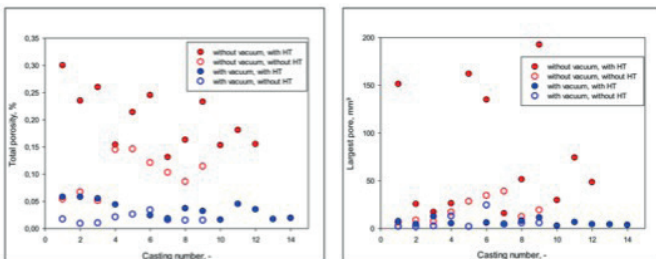 0,35
0,30
0,25
0,20
0,15
0,10
0,05
0,00
Total porosity, %
0 2 4 6 8 10 12 14
Casting number, -
without vacuum, with HT
without vacuum, without HT
with vacuum, with HT
with vacuum, without HT
200
150
100
50
0
Largest pore, mm³
0 2 4 6 8 10 12 14
Casting number, -
without vacuum, with HT
without vacuum, without HT
with vacuum, with HT
with vacuum, without HT